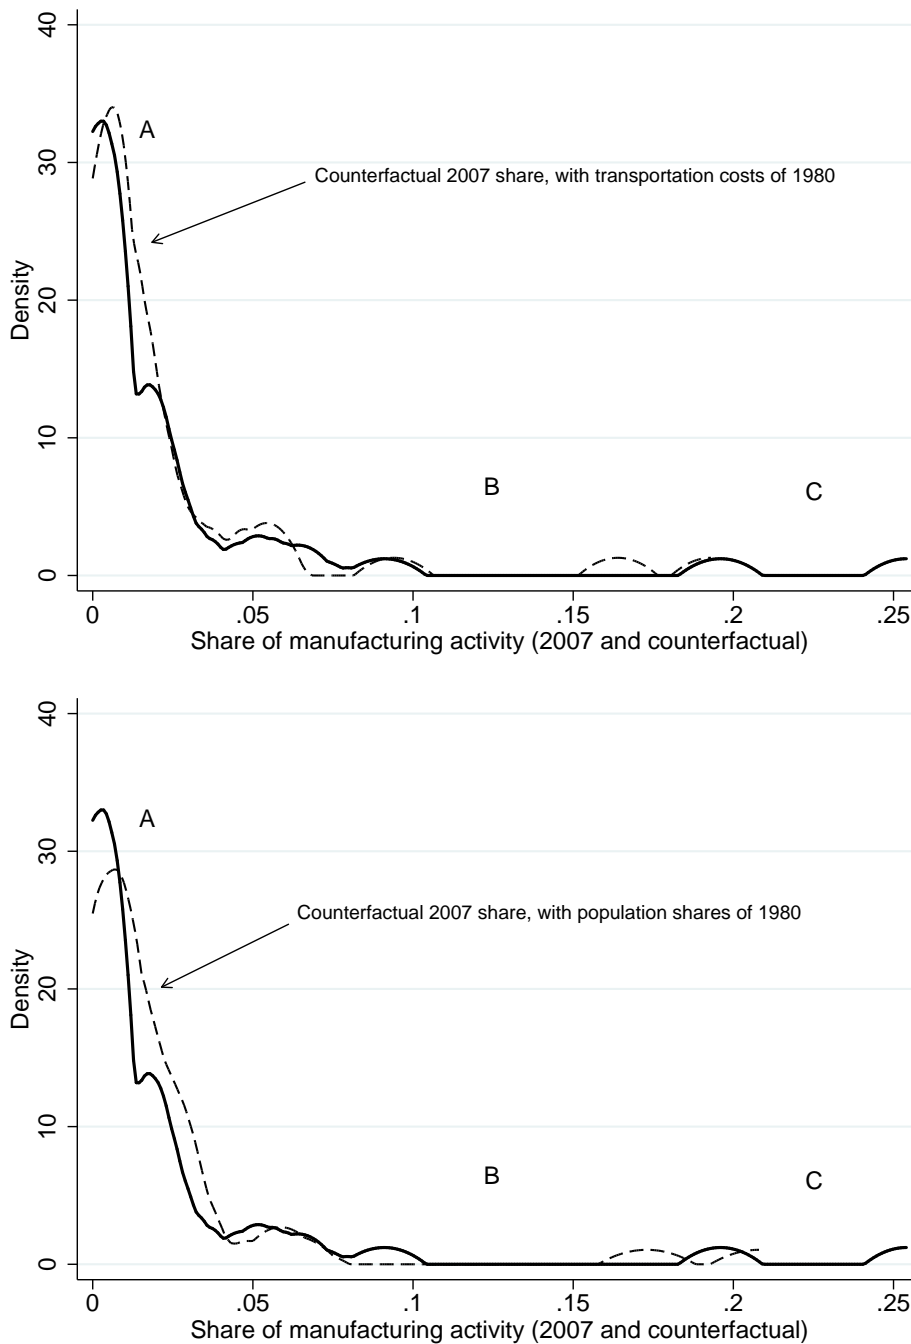 40
A
30
Counterfactual 2007 share, with transportation costs of 1980
Density
20
10
B
C
0
0 .05 .1 .15 .2 .25
Share of manufacturing activity (2007 and counterfactual)
40
A
30
Counterfactual 2007 share, with population shares of 1980
Density
20
10
B
C
0
0 .05 .1 .15 .2 .25
Share of manufacturing activity (2007 and counterfactual)